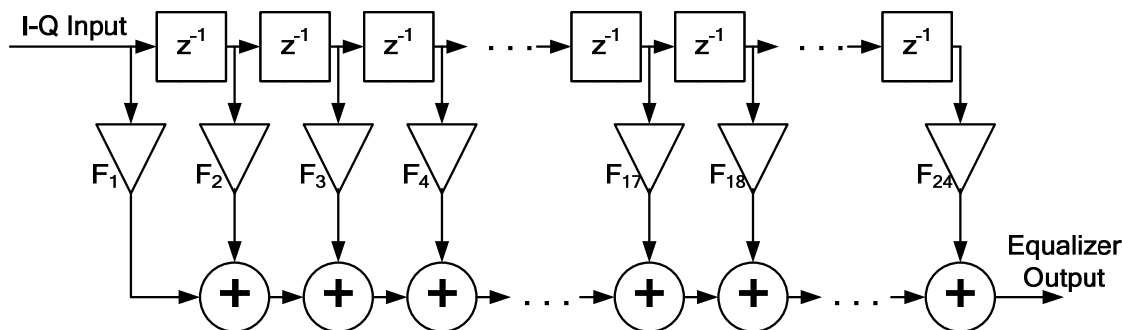 I-Q Input
z⁻¹ z⁻¹ z⁻¹ . . . z⁻¹ z⁻¹ . . . z⁻¹
F₁ F₂ F₃ F₄ F₁₇ F₁₈ F₂₄
+ + + . . . + + . . . +
Equalizer
Output